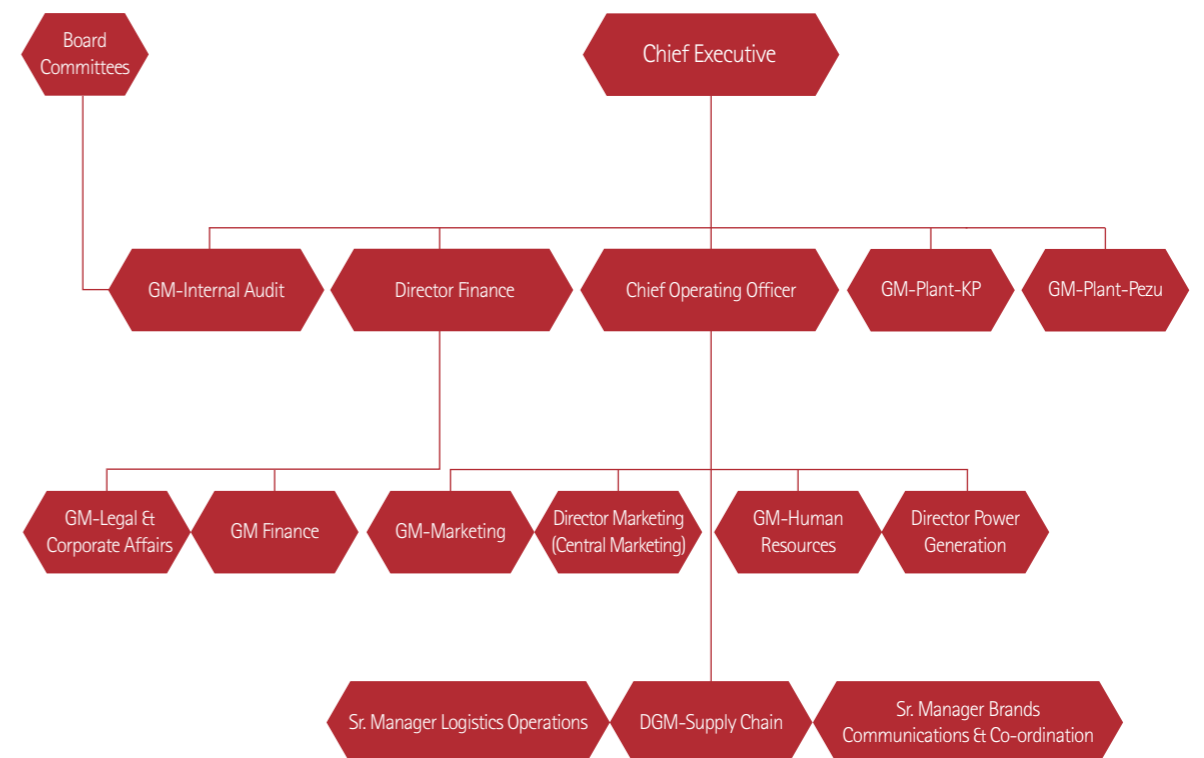 Board
Committees
Chief Executive
GM-Internal Audit
Director Finance
Chief Operating Officer
GM-Plant-KP
GM-Plant-Pezu
GM-Legal &
Corporate Affairs
GM Finance
GM-Marketing
Director Marketing
(Central Marketing)
GM-Human
Resources
Director Power
Generation
Sr. Manager Logistics Operations
DGM-Supply Chain
Sr. Manager Brands
Communications & Co-ordination